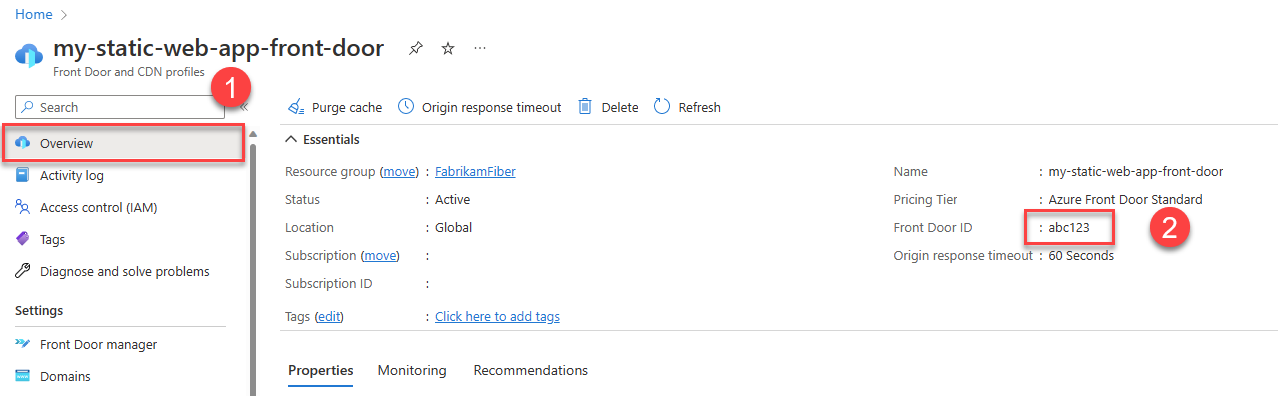 Home
my-static-web-app-front-door
Front Door and CDN profiles
1
Search
Purge cache Origin response timeout Delete Refresh
Overview
Activity log
Access control (IAM)
Tags
Diagnose and solve problems
Settings
Front Door manager
Domains
Essentials
Resource group (move) : FabrikamFiber
Status : Active
Location : Global
Subscription (move) :
Subscription ID :
Tags (edit) : Click here to add tags
Name : my-static-web-app-front-door
Pricing Tier : Azure Front Door Standard
Front Door ID : abc123
2
Origin response timeout : 60 Seconds
Properties Monitoring Recommendations